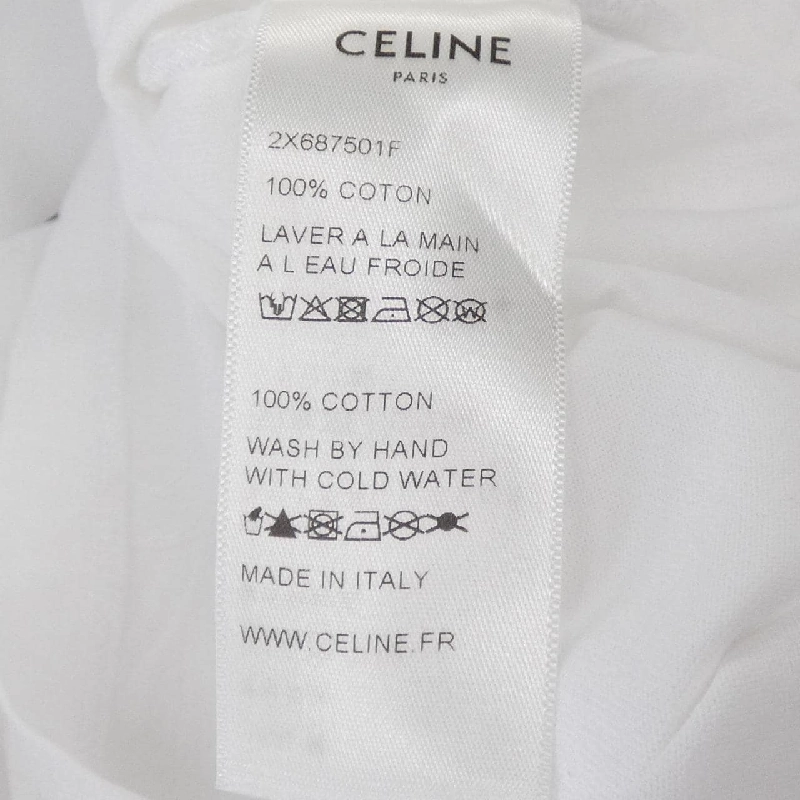 CELINE
PARIS
2X687501F
100% COTON
LAVER A LA MAIN
A L EAU FROIDE
100% COTTON
WASH BY HAND
WITH COLD WATER
MADE IN ITALY
WWW.CELINE.FR